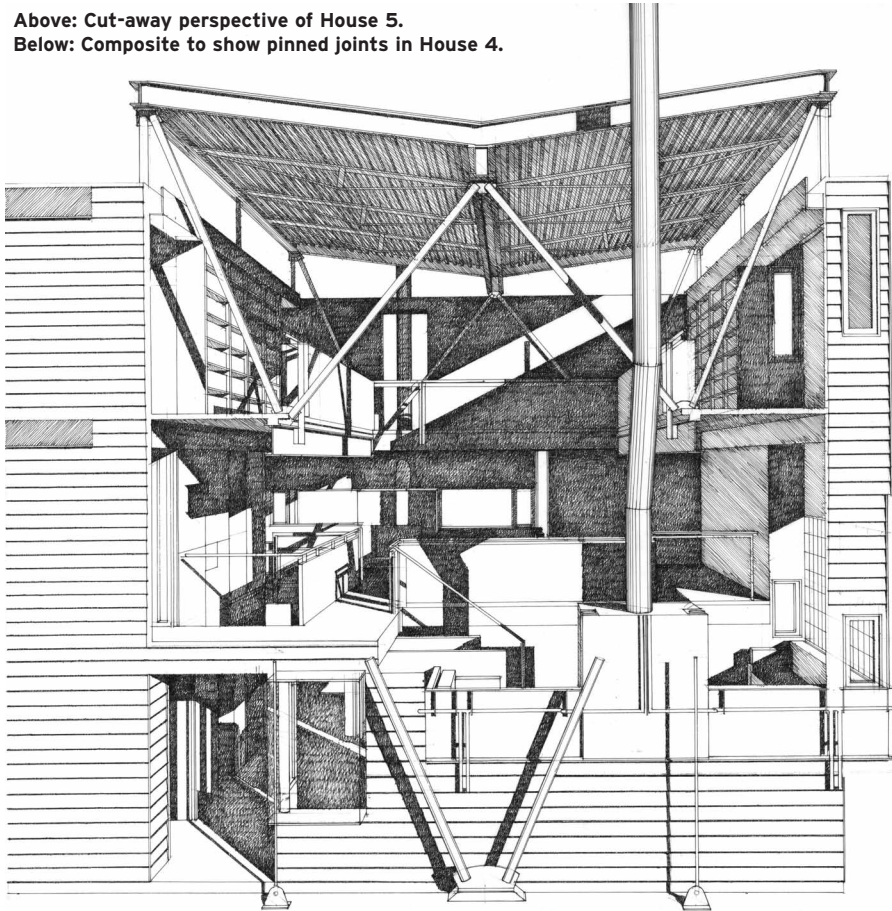 Above: Cut-away perspective of House 5.
Below: Composite to show pinned joints in House 4.